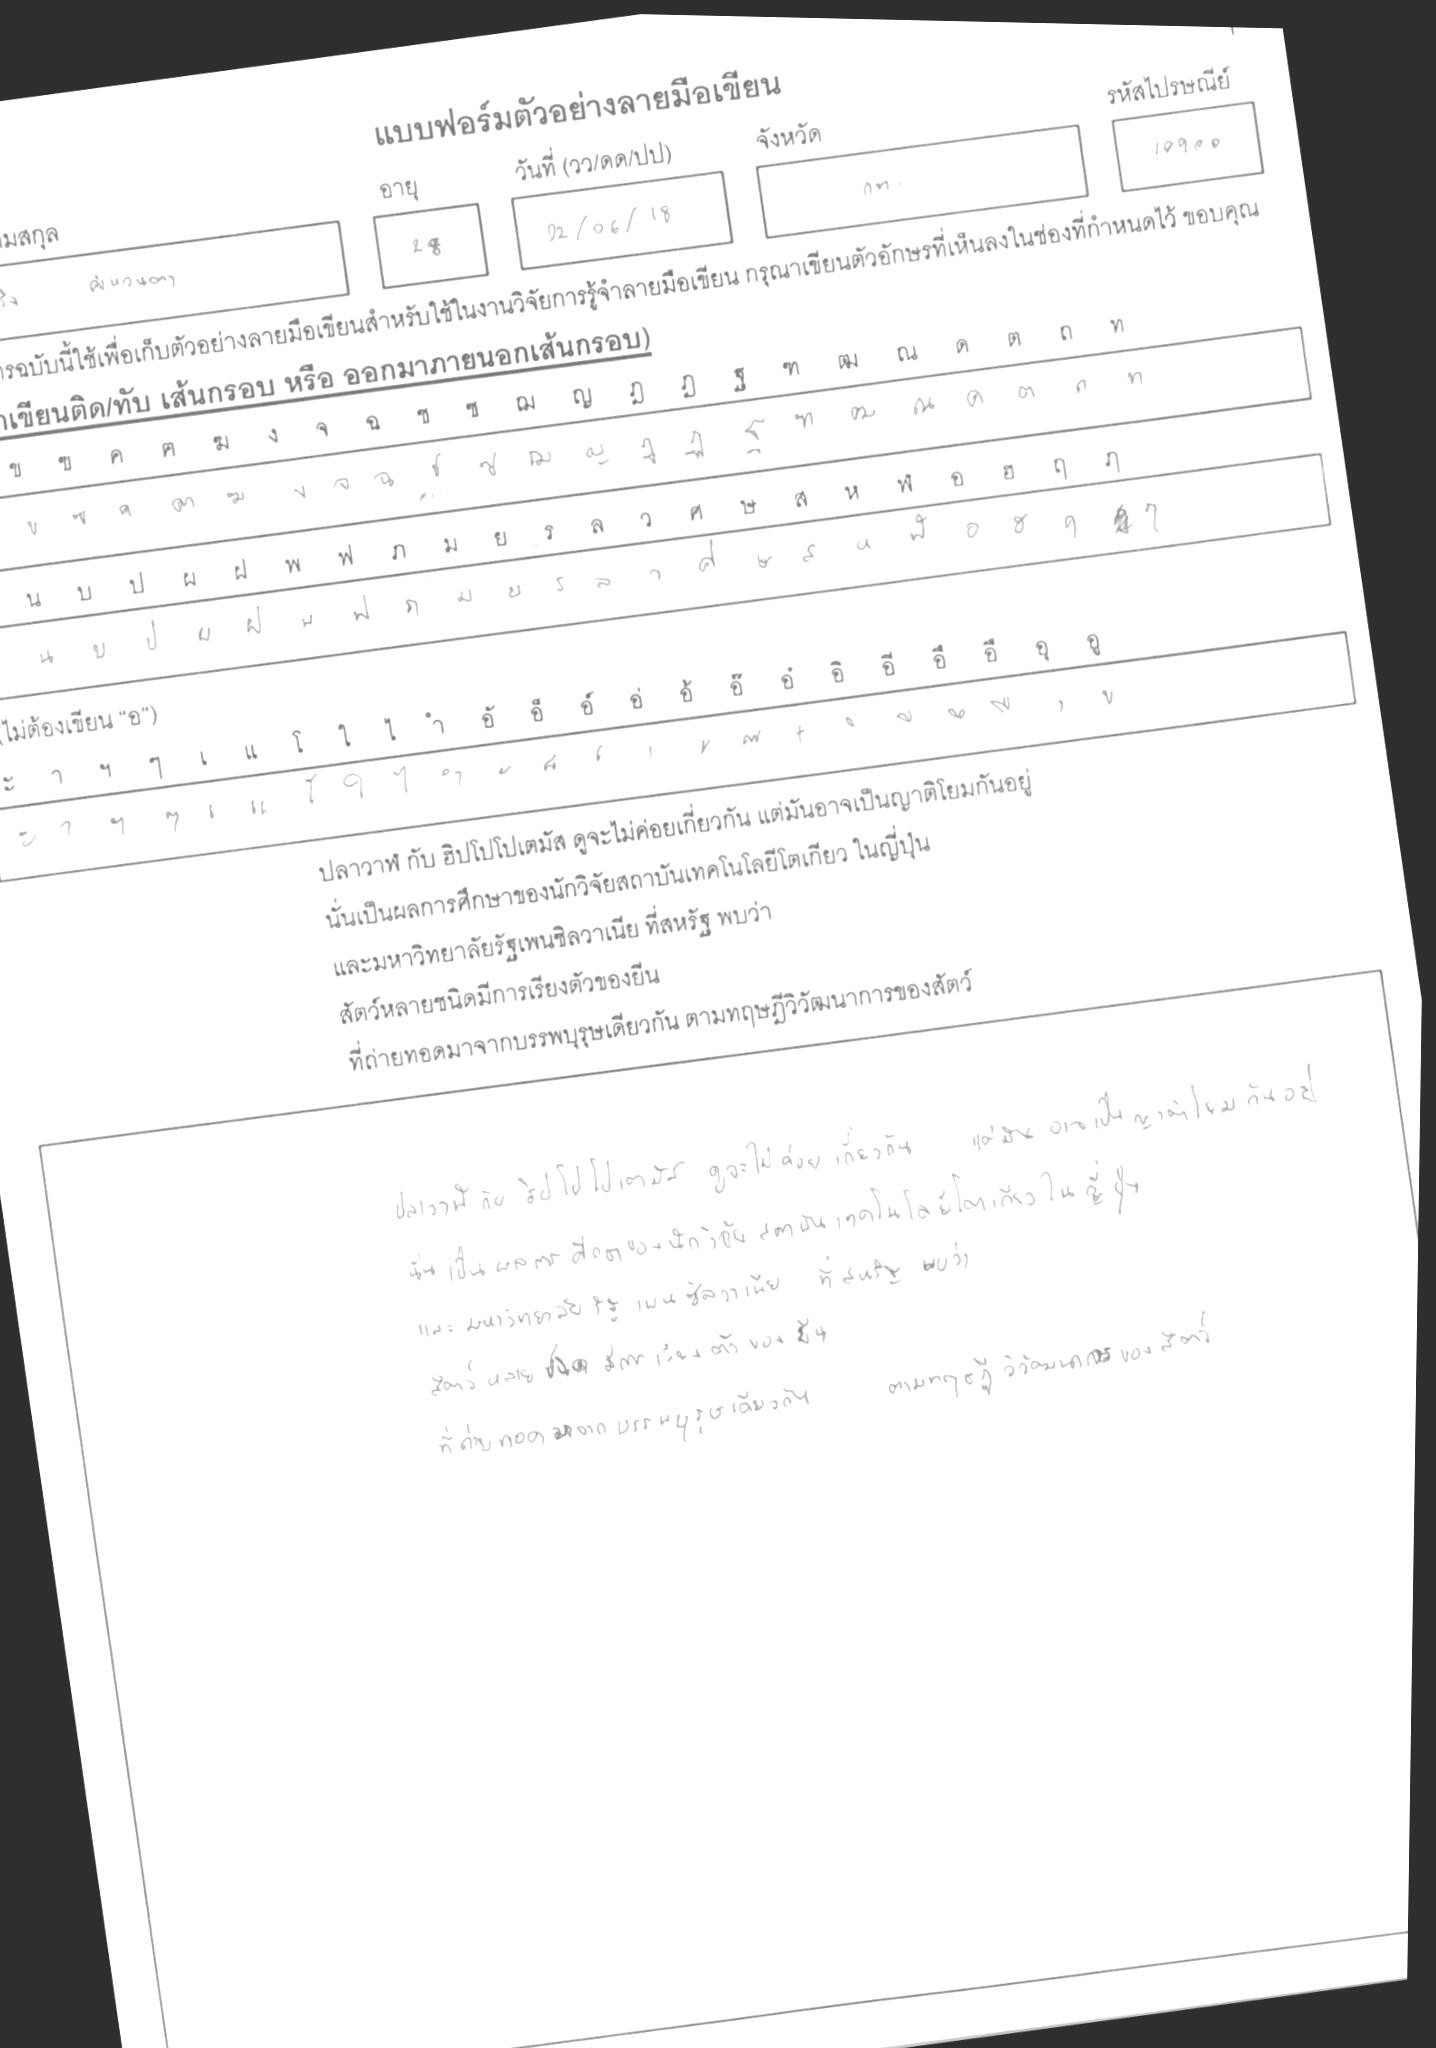 แบบฟอร์มตัวอย่างลายมือเขียน
อายุ วันที่ (วว/ดด/ปป) จังหวัด รหัสไปรษณีย์
28 22/06/18 กท. 10900
ใช้เพื่อเก็บตัวอย่างลายมือเขียนสำหรับใช้ในงานวิจัยการรู้จำลายมือเขียน กรุณาเขียนตัวอักษรที่เห็นลงในช่องที่กำหนดไว้ ขอบคุณ
เขียนติด/ทับ เส้นกรอบ หรือ ออกมาภายนอกเส้นกรอบ)
ข ฃ ค ฅ ฆ ง จ ฉ ช ซ ฌ ญ ฎ ฏ ฐ ฑ ฒ ณ ด ต ถ ท
ข ฃ ค ฅ ฆ ง จ ฉ ช ซ ฌ ญ ฎ ฏ ฐ ฑ ฒ ณ ด ต ถ ท
น บ ป ผ ฝ พ ฟ ภ ม ย ร ล ว ศ ษ ส ห ฬ อ ฮ ฤ ฦ
น บ ป ผ ฝ พ ฟ ภ ม ย ร ล ว ศ ษ ส ห ฬ อ ฮ ฤ ฦ
(ไม่ต้องเขียน "อ")
ะ า ฯ ๆ เ แ โ ใ ไ ำ อั อ็ อ์ อ่ อ้ อ๊ อ๋ อิ อี อึ อื อุ อู
ะ า ฯ ๆ เ แ โ ใ ไ ำ ั ็ ์ ่ ้ ๊ ๋ ิ ี ึ ื ุ ู
ปลาวาฬ กับ ฮิปโปโปเตมัส ดูจะไม่ค่อยเกี่ยวกัน แต่มันอาจเป็นญาติโยมกันอยู่
นั่นเป็นผลการศึกษาของนักวิจัยสถาบันเทคโนโลยีโตเกียว ในญี่ปุ่น
และมหาวิทยาลัยรัฐเพนซิลวาเนีย ที่สหรัฐ พบว่า
สัตว์หลายชนิดมีการเรียงตัวของยีน
ที่ถ่ายทอดมาจากบรรพบุรุษเดียวกัน ตามทฤษฎีวิวัฒนาการของสัตว์
ปลาวาฬ กับ ฮิปโปโปเตมัส ดูจะไม่ค่อยเกี่ยวกัน แต่มันอาจเป็นญาติโยมกันอยู่
นั่นเป็นผลการศึกษาของนักวิจัยสถาบันเทคโนโลยีโตเกียว ในญี่ปุ่น
และมหาวิทยาลัยรัฐเพนซิลวาเนีย ที่สหรัฐ พบว่า
สัตว์หลายชนิดมีการเรียงตัวของยีน
ที่ถ่ายทอดมาจากบรรพบุรุษเดียวกัน ตามทฤษฎีวิวัฒนาการของสัตว์